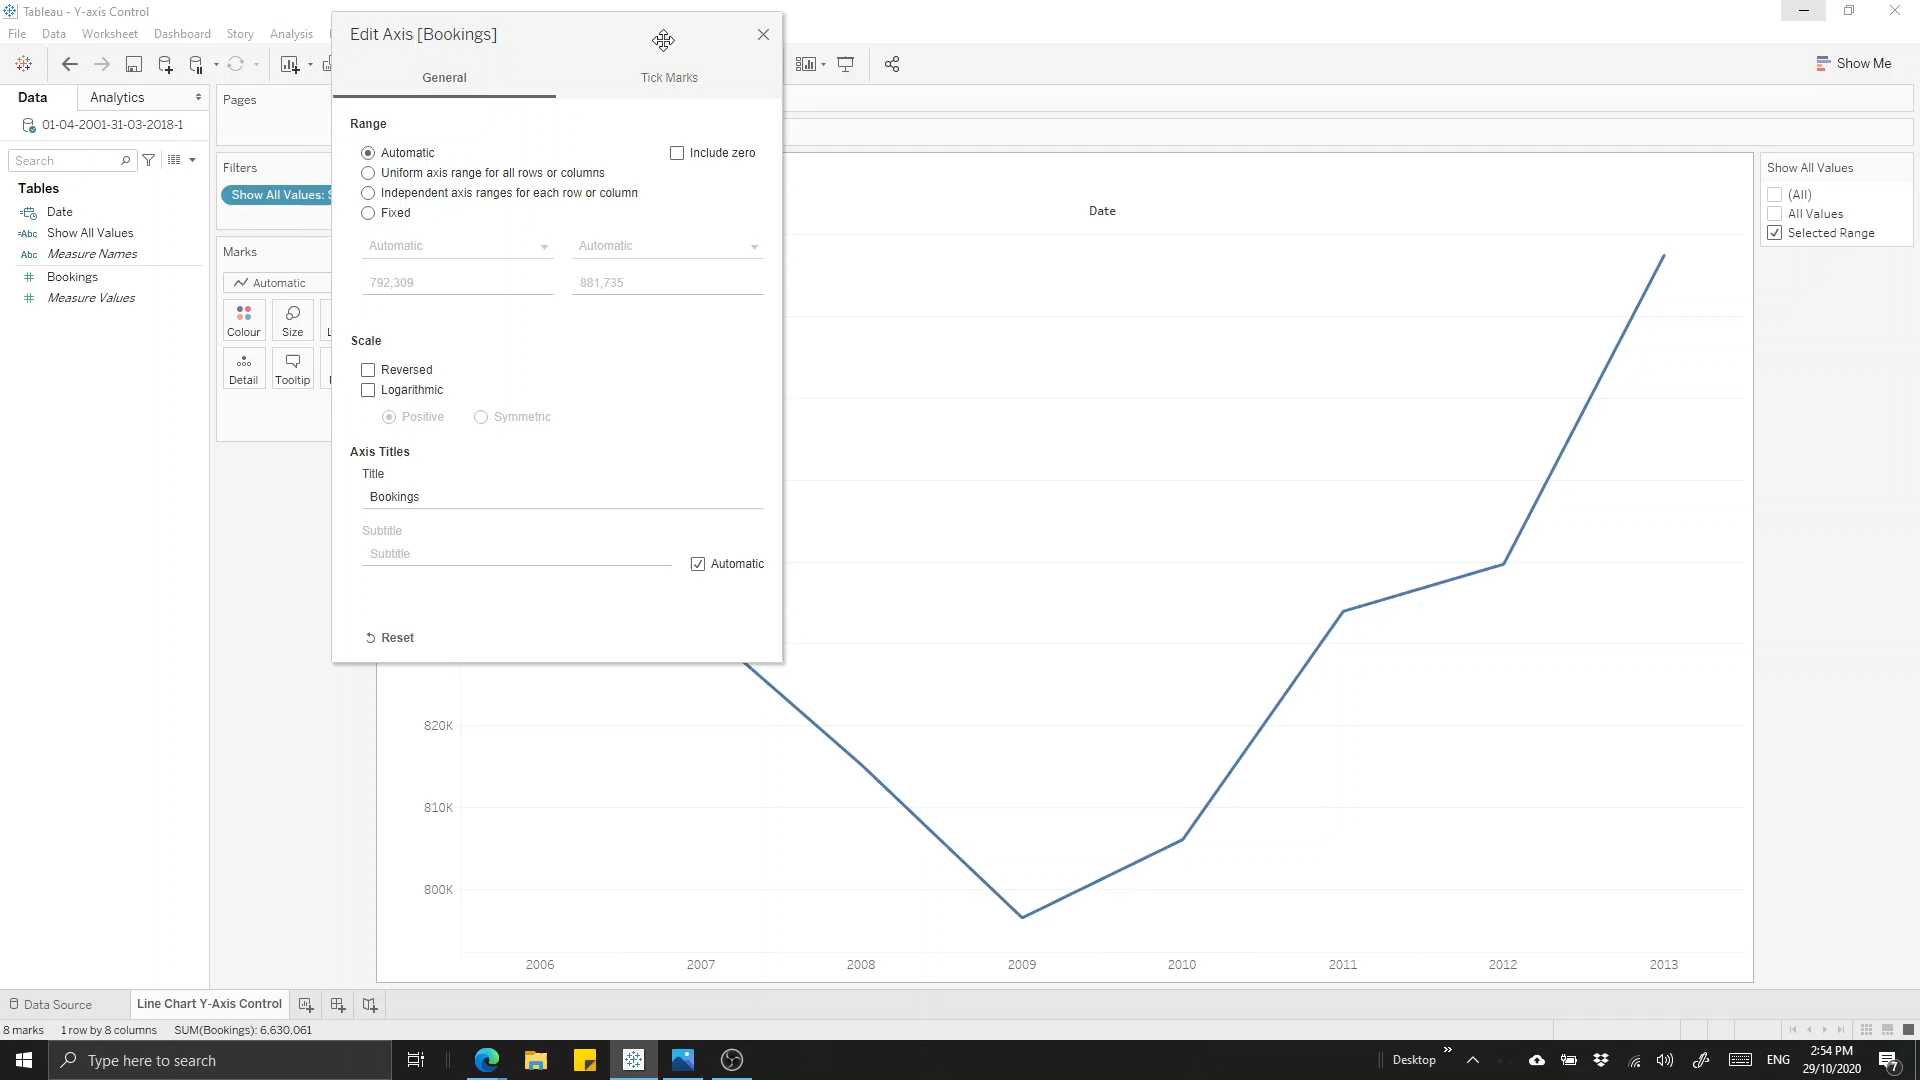 Tableau - Y-axis Control
File Data Worksheet Dashboard Story Analysis
Show Me
Data Analytics
01-04-2001-31-03-2018-1
Search
Tables
Date
Abc Show All Values
Abc Measure Names
Bookings
Measure Values
Pages
Filters
Show All Values:
Marks
Automatic
Colour Size
Detail Tooltip
Edit Axis [Bookings]
General Tick Marks
Range
Automatic Include zero
Uniform axis range for all rows or columns
Independent axis ranges for each row or column
Fixed
Automatic Automatic
792,309 881,735
Scale
Reversed
Logarithmic
Positive Symmetric
Axis Titles
Title
Bookings
Subtitle
Subtitle
Automatic
Reset
Date
820K
810K
800K
2006 2007 2008 2009 2010 2011 2012 2013
Show All Values
(All)
All Values
Selected Range
Data Source Line Chart Y-Axis Control
8 marks 1 row by 8 columns SUM(Bookings): 6,630,061
Type here to search
Desktop
ENG
2:54 PM
29/10/2020
7